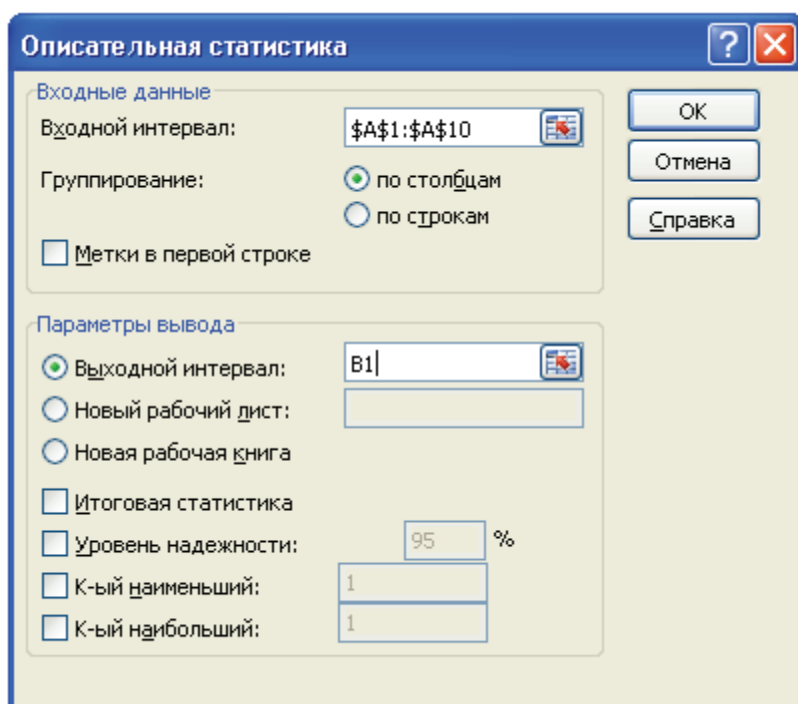 Описательная статистика
Входные данные
Входной интервал: $A$1:$A$10
Группирование: по столбцам
по строкам
Метки в первой строке
OK
Отмена
Справка
Параметры вывода
Выходной интервал: B1
Новый рабочий лист:
Новая рабочая книга
Итоговая статистика
Уровень надежности: 95 %
К-ый наименьший: 1
К-ый наибольший: 1